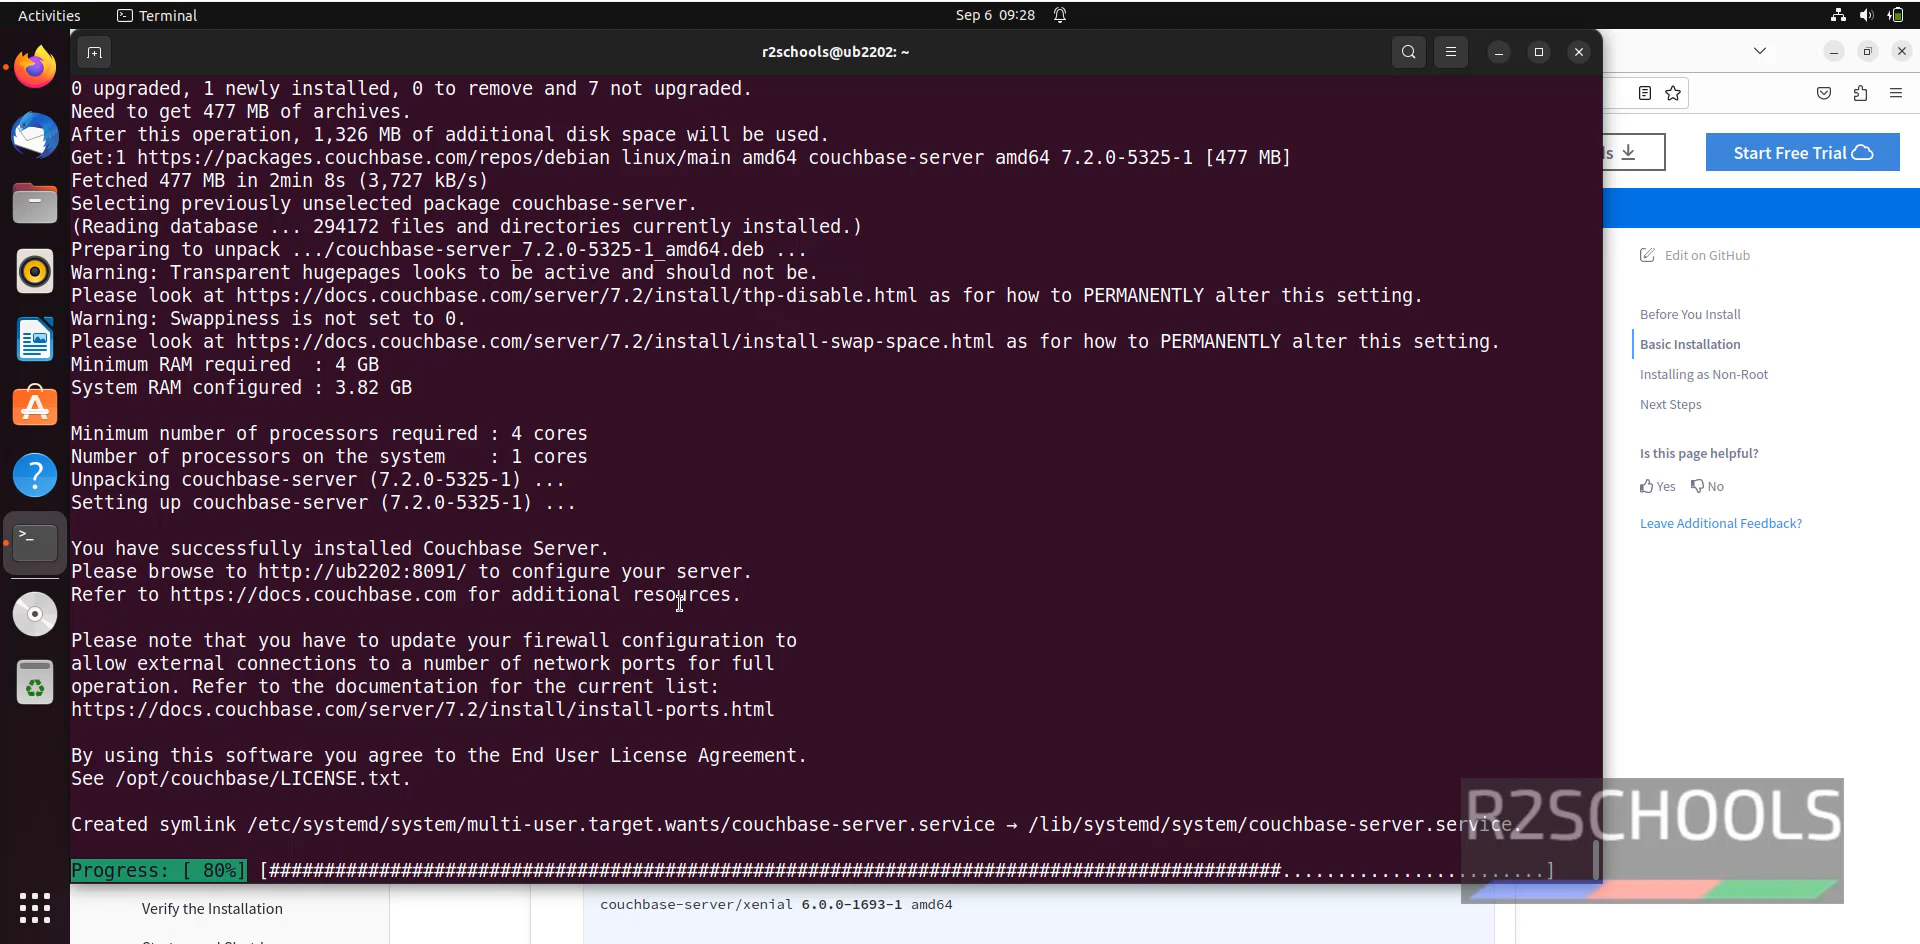 Activities
Terminal
Sep 6 09:28
r2schools@ub2202: ~
0 upgraded, 1 newly installed, 0 to remove and 7 not upgraded.
Need to get 477 MB of archives.
After this operation, 1,326 MB of additional disk space will be used.
Get:1 https://packages.couchbase.com/repos/debian linux/main amd64 couchbase-server amd64 7.2.0-5325-1 [477 MB]
Fetched 477 MB in 2min 8s (3,727 kB/s)
Selecting previously unselected package couchbase-server.
(Reading database ... 294172 files and directories currently installed.)
Preparing to unpack .../couchbase-server_7.2.0-5325-1_amd64.deb ...
Warning: Transparent hugepages looks to be active and should not be.
Please look at https://docs.couchbase.com/server/7.2/install/thp-disable.html as for how to PERMANENTLY alter this setting.
Warning: Swappiness is not set to 0.
Please look at https://docs.couchbase.com/server/7.2/install/install-swap-space.html as for how to PERMANENTLY alter this setting.
Minimum RAM required  : 4 GB
System RAM configured : 3.82 GB
Minimum number of processors required : 4 cores
Number of processors on the system    : 1 cores
Unpacking couchbase-server (7.2.0-5325-1) ...
Setting up couchbase-server (7.2.0-5325-1) ...
You have successfully installed Couchbase Server.
Please browse to http://ub2202:8091/ to configure your server.
Refer to https://docs.couchbase.com for additional resources.
Please note that you have to update your firewall configuration to
allow external connections to a number of network ports for full
operation. Refer to the documentation for the current list:
https://docs.couchbase.com/server/7.2/install/install-ports.html
By using this software you agree to the End User License Agreement.
See /opt/couchbase/LICENSE.txt.
Created symlink /etc/systemd/system/multi-user.target.wants/couchbase-server.service → /lib/systemd/system/couchbase-server.service.
Progress: [ 80%] [############################################################################################........................]
ls
Start Free Trial
Edit on GitHub
Before You Install
Basic Installation
Installing as Non-Root
Next Steps
Is this page helpful?
Yes
No
Leave Additional Feedback?
R2SCHOOLS
Verify the Installation
couchbase-server/xenial 6.0.0-1693-1 amd64